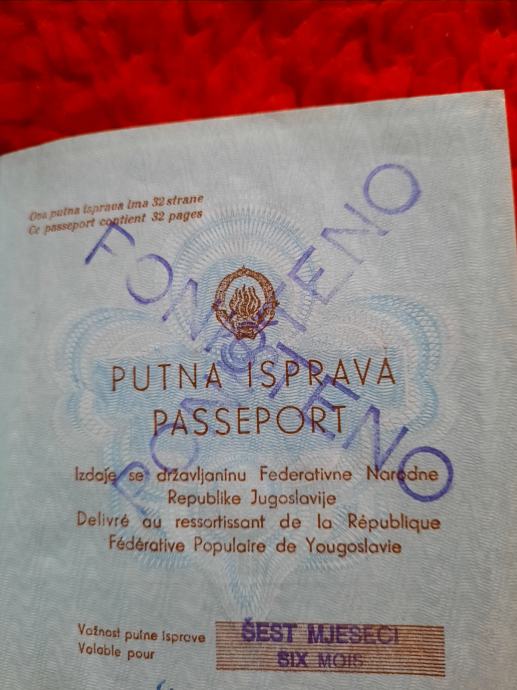 Ova putna isprava ima 32 strane
Ce passeport contient 32 pages
PONIŠTENO
PONIŠTENO
PUTNA ISPRAVA
PASSEPORT
Izdaje se državljaninu Federativne Narodne
Republike Jugoslavije
Delivré au ressortissant de la République
Fédérative Populaire de Yougoslavie
Važnost putne isprave
Valable pour
ŠEST MJESECI
SIX MOIS